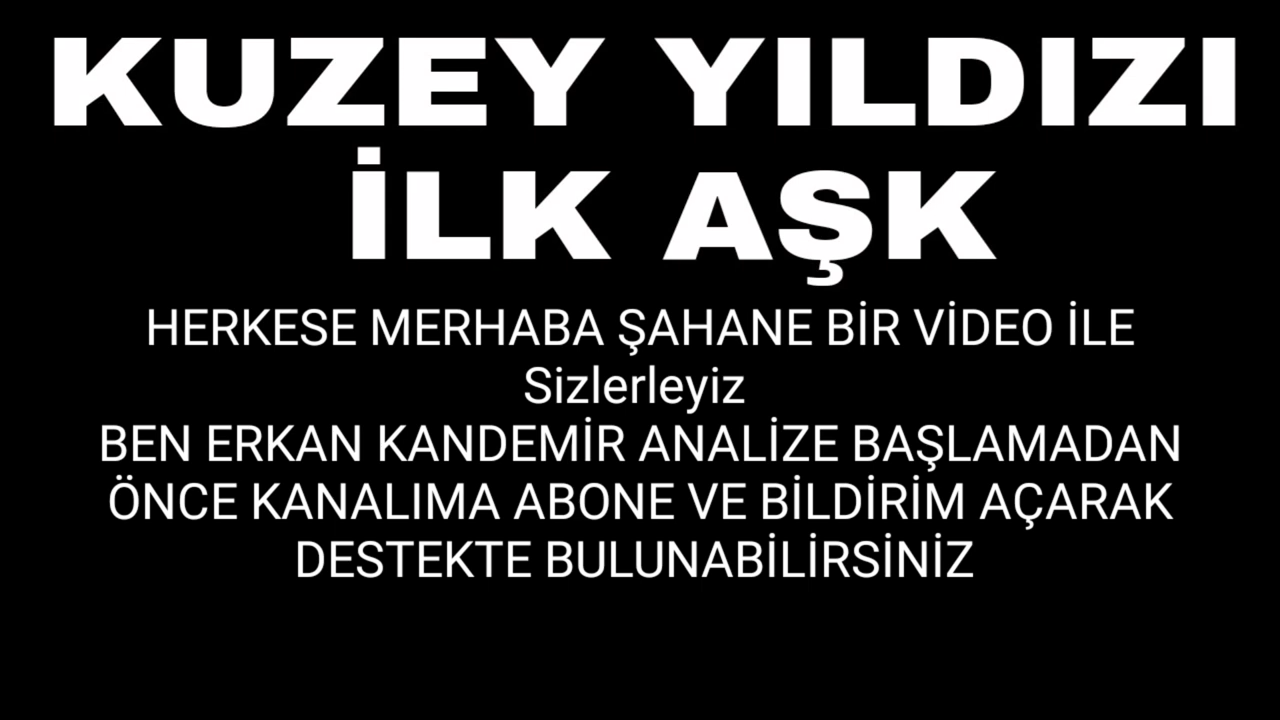 KUZEY YILDIZI
İLK AŞK
HERKESE MERHABA ŞAHANE BİR VİDEO İLE
Sizlerleyiz
BEN ERKAN KANDEMİR ANALİZE BAŞLAMADAN
ÖNCE KANALIMA ABONE VE BİLDİRİM AÇARAK
DESTEKTE BULUNABİLİRSİNİZ